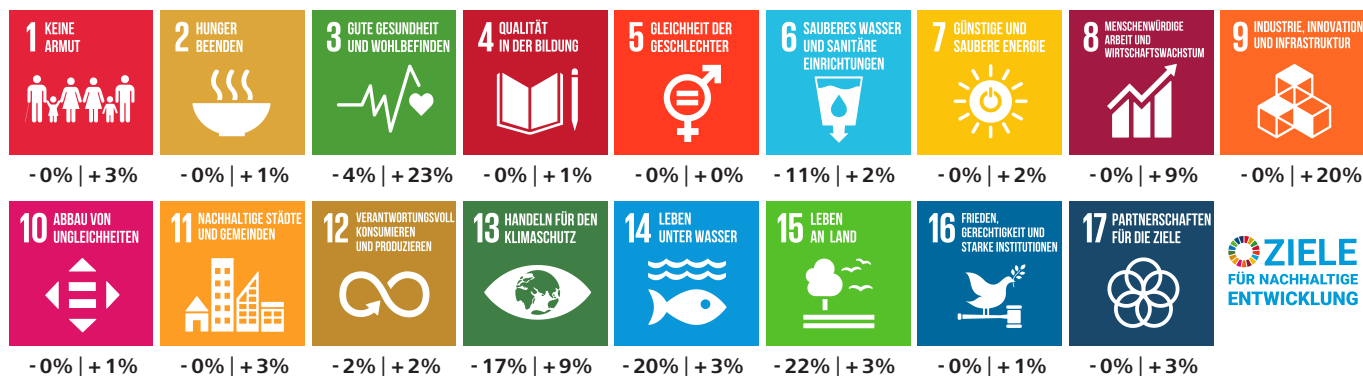 1 KEINE
ARMUT
2 HUNGER
BEENDEN
3 GUTE GESUNDHEIT
UND WOHLBEFINDEN
4 QUALITÄT
IN DER BILDUNG
5 GLEICHHEIT DER
GESCHLECHTER
6 SAUBERES WASSER
UND SANITÄRE
EINRICHTUNGEN
7 GÜNSTIGE UND
SAUBERE ENERGIE
8 MENSCHENWÜRDIGE
ARBEIT UND
WIRTSCHAFTSWACHSTUM
9 INDUSTRIE, INNOVATION
UND INFRASTRUKTUR
-0% | +3%
-0% | +1%
-4% | +23%
-0% | +1%
-0% | +0%
-11% | +2%
-0% | +2%
-0% | +9%
-0% | +20%
10 ABBAU VON
UNGLEICHHEITEN
11 NACHHALTIGE STÄDTE
UND GEMEINDEN
12 VERANTWORTUNGSVOLL
KONSUMIEREN
UND PRODUZIEREN
13 HANDELN FÜR DEN
KLIMASCHUTZ
14 LEBEN
UNTER WASSER
15 LEBEN
AN LAND
16 FRIEDEN,
GERECHTIGKEIT UND
STARKE INSTITUTIONEN
17 PARTNERSCHAFTEN
FÜR DIE ZIELE
ZIELE
FÜR NACHHALTIGE
ENTWICKLUNG
-0% | +1%
-0% | +3%
-2% | +2%
-17% | +9%
-20% | +3%
-22% | +3%
-0% | +1%
-0% | +3%